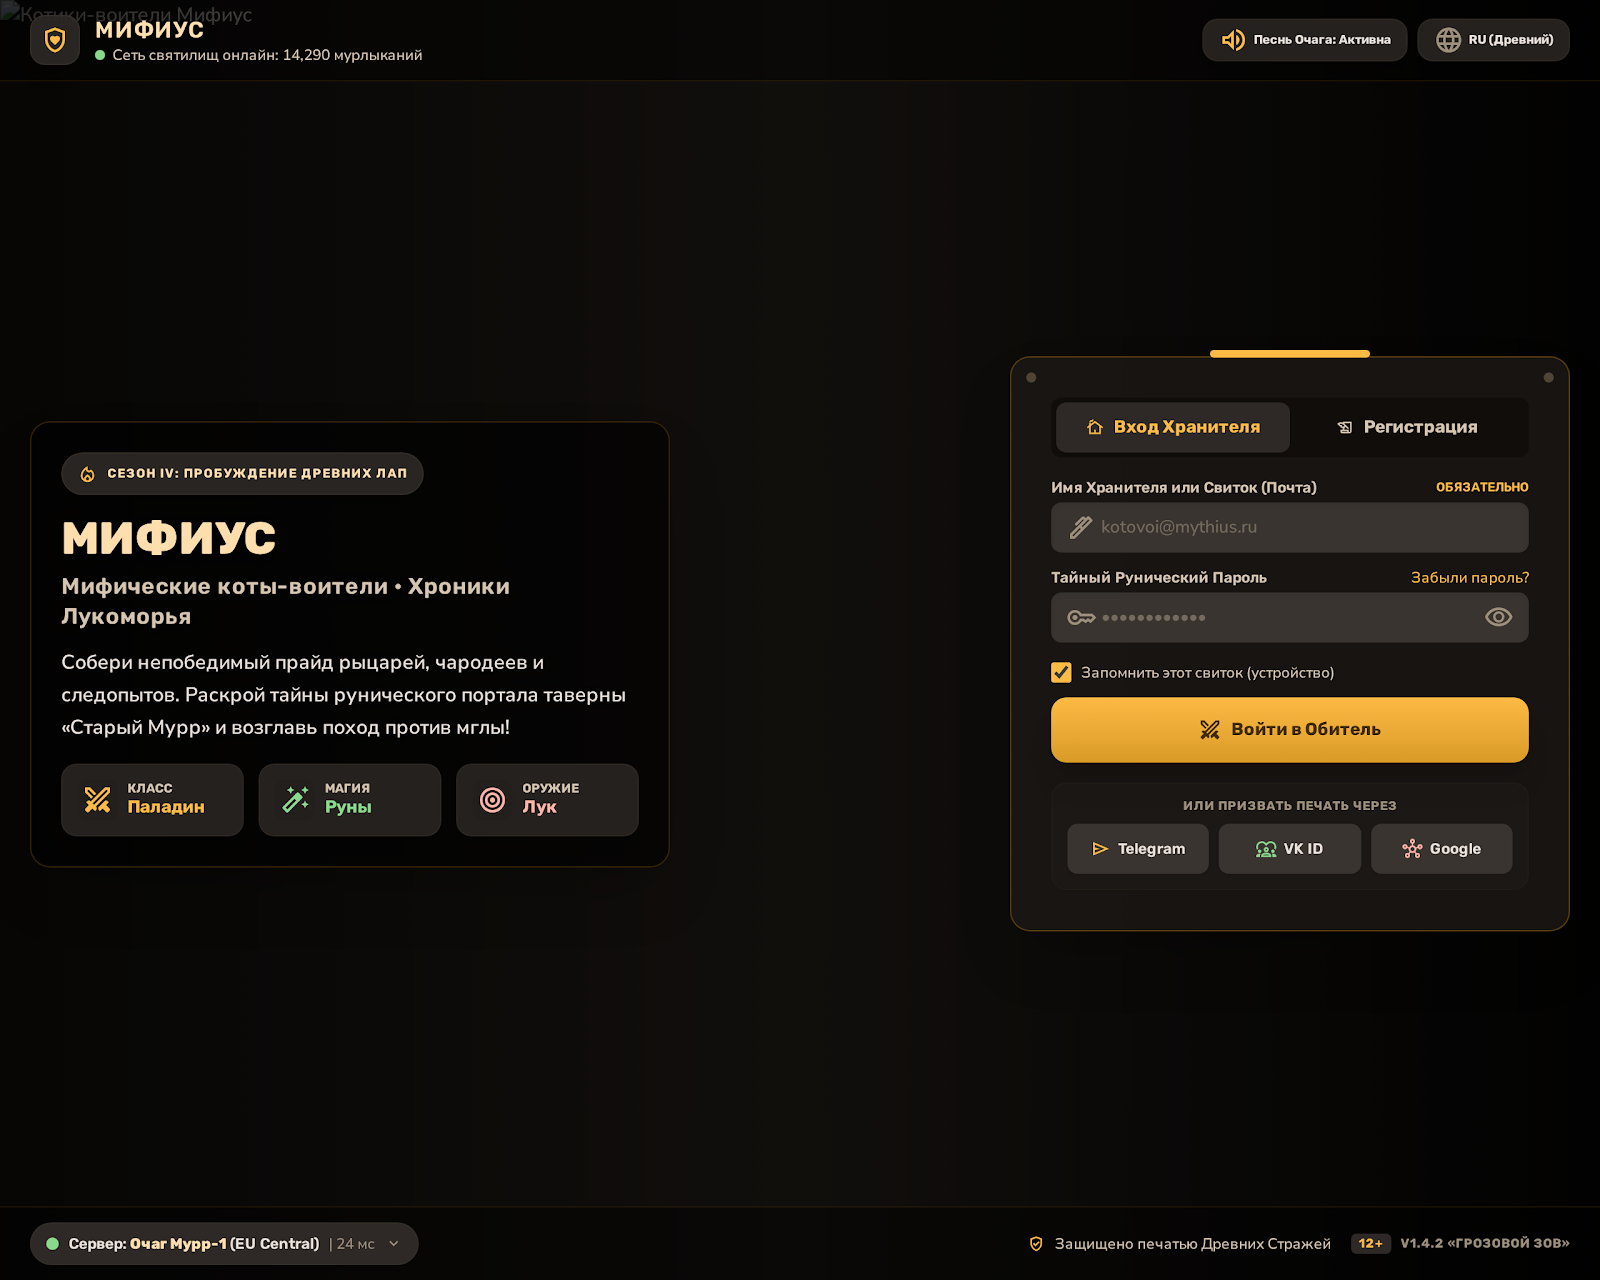 Котики-воители Мифиус
МИФИУС
Сеть святилищ онлайн: 14,290 мурлыканий
Песнь Очага: Активна
RU (Древний)
СЕЗОН IV: ПРОБУЖДЕНИЕ ДРЕВНИХ ЛАП
МИФИУС
Мифические коты-воители • Хроники
Лукоморья
Собери непобедимый прайд рыцарей, чародеев и
следопытов. Раскрой тайны рунического портала таверны
«Старый Мурр» и возглавь поход против мглы!
КЛАСС
Паладин
МАГИЯ
Руны
ОРУЖИЕ
Лук
Вход Хранителя
Регистрация
Имя Хранителя или Свиток (Почта)
ОБЯЗАТЕЛЬНО
kotovoi@mythius.ru
Тайный Рунический Пароль
Забыли пароль?
••••••••••••
Запомнить этот свиток (устройство)
Войти в Обитель
ИЛИ ПРИЗВАТЬ ПЕЧАТЬ ЧЕРЕЗ
Telegram
VK ID
Google
Сервер: Очаг Мурр-1 (EU Central) | 24 мс
Защищено печатью Древних Стражей
12+
V1.4.2 «ГРОЗОВОЙ ЗОВ»